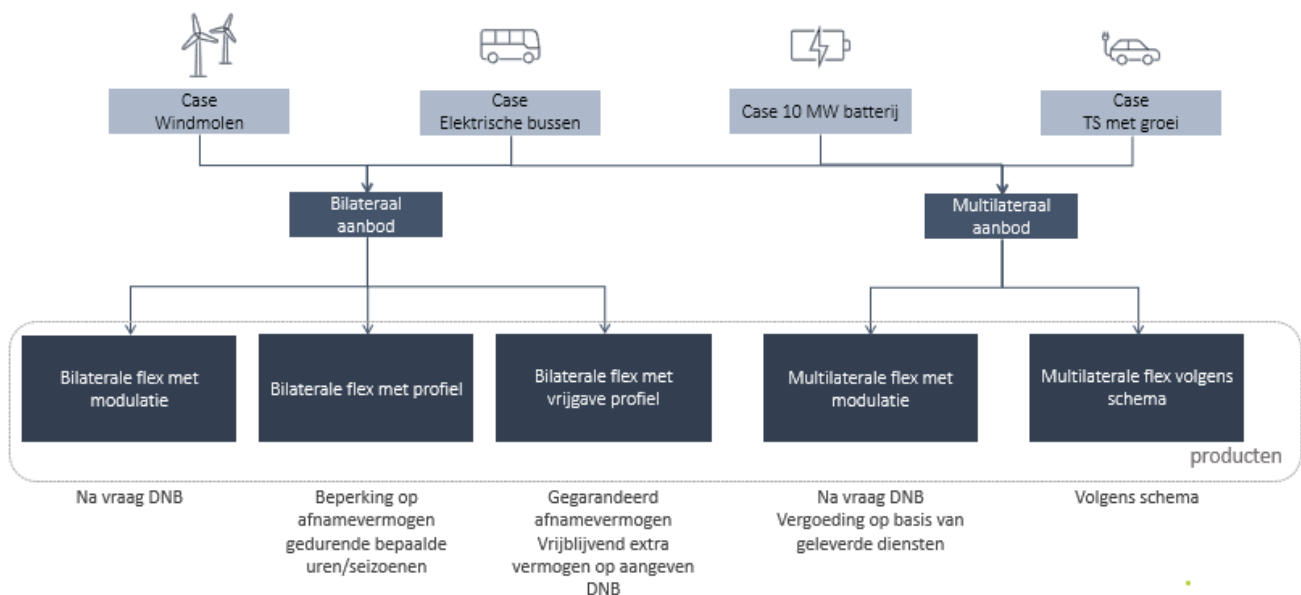 Case
Windmolen
Case
Elektrische bussen
Case 10 MW batterij
Case
TS met groei
Bilateraal
aanbod
Multilateraal
aanbod
Bilaterale flex met
modulatie
Bilaterale flex met profiel
Bilaterale flex met
vrijgave profiel
Multilaterale flex met
modulatie
Multilaterale flex volgens
schema
producten
Na vraag DNB
Beperking op
afnamevermogen
gedurende bepaalde
uren/seizoenen
Gegarandeerd
afnamevermogen
Vrijblijvend extra
vermogen op aangeven
DNB
Na vraag DNB
Vergoeding op basis van
geleverde diensten
Volgens schema